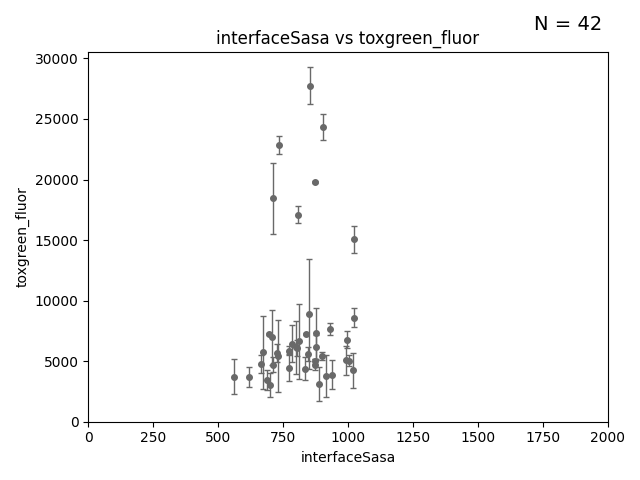 N = 42
interfaceSasa vs toxgreen_fluor
toxgreen_fluor
30000
25000
20000
15000
10000
5000
0
0 250 500 750 1000 1250 1500 1750 2000
interfaceSasa